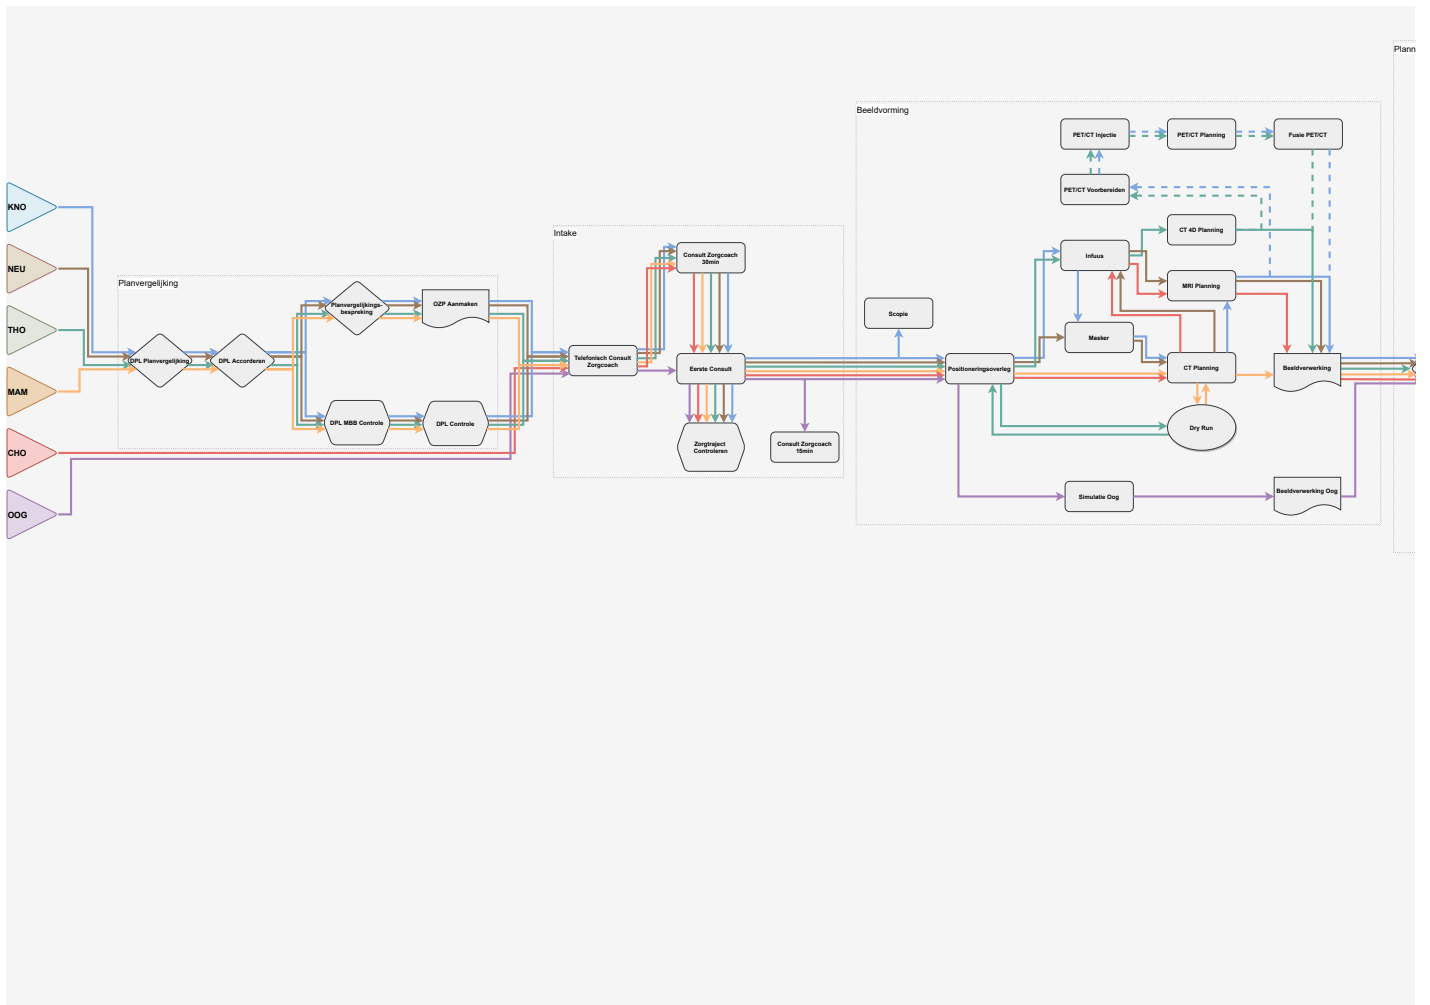 KNO
NEU
THO
MAM
CHO
OOG
Planvergelijking
DPL Planvergelijking
DPL Accorderen
Planvergelijkings-
bespreking
OZP Aanmaken
DPL MBB Controle
DPL Controle
Intake
Telefonisch Consult
Zorgcoach
Consult Zorgcoach
30min
Eerste Consult
Zorgtraject
Controleren
Consult Zorgcoach
15min
Beeldvorming
Scopie
Positioneringsoverleg
PET/CT Injectie
PET/CT Planning
Fusie PET/CT
PET/CT Voorbereiden
CT 4D Planning
Infuus
MRI Planning
Masker
CT Planning
Beeldverwerking
Dry Run
Simulatie Oog
Beeldverwerking Oog
Plann